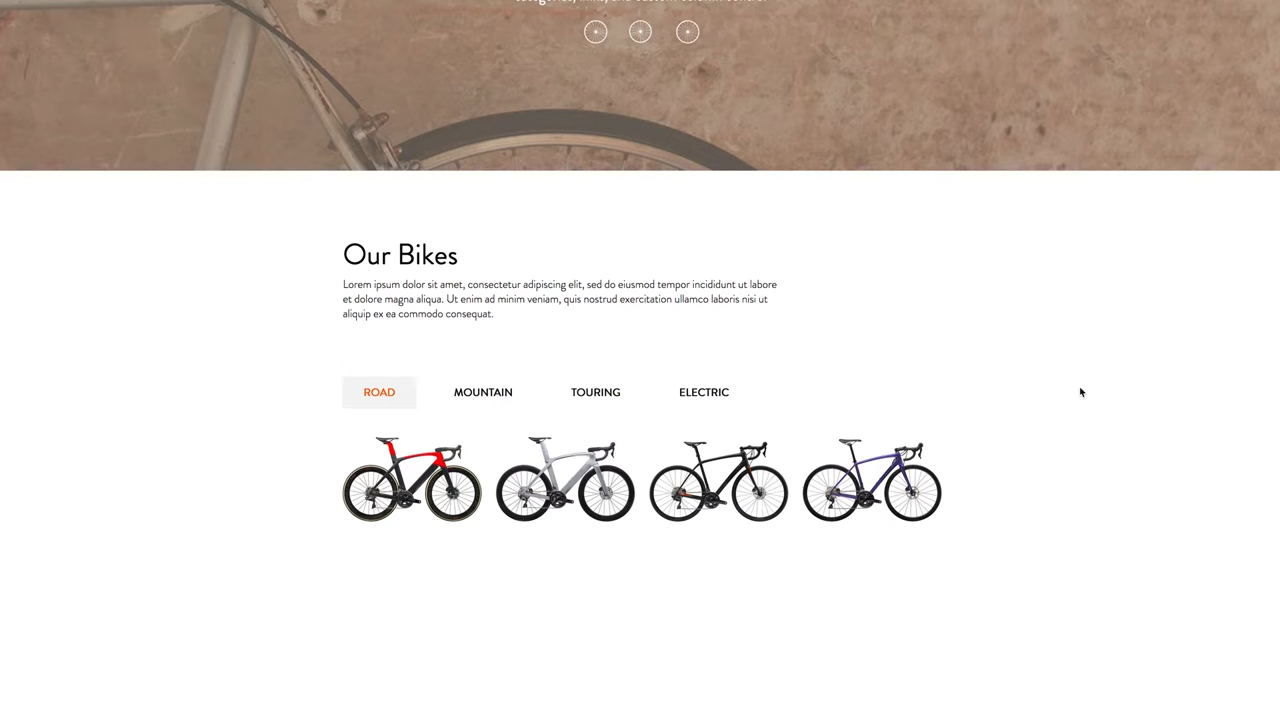 Our Bikes
Lorem ipsum dolor sit amet, consectetur adipiscing elit, sed do eiusmod tempor incididunt ut labore
et dolore magna aliqua. Ut enim ad minim veniam, quis nostrud exercitation ullamco laboris nisi ut
aliquip ex ea commodo consequat.
ROAD MOUNTAIN TOURING ELECTRIC